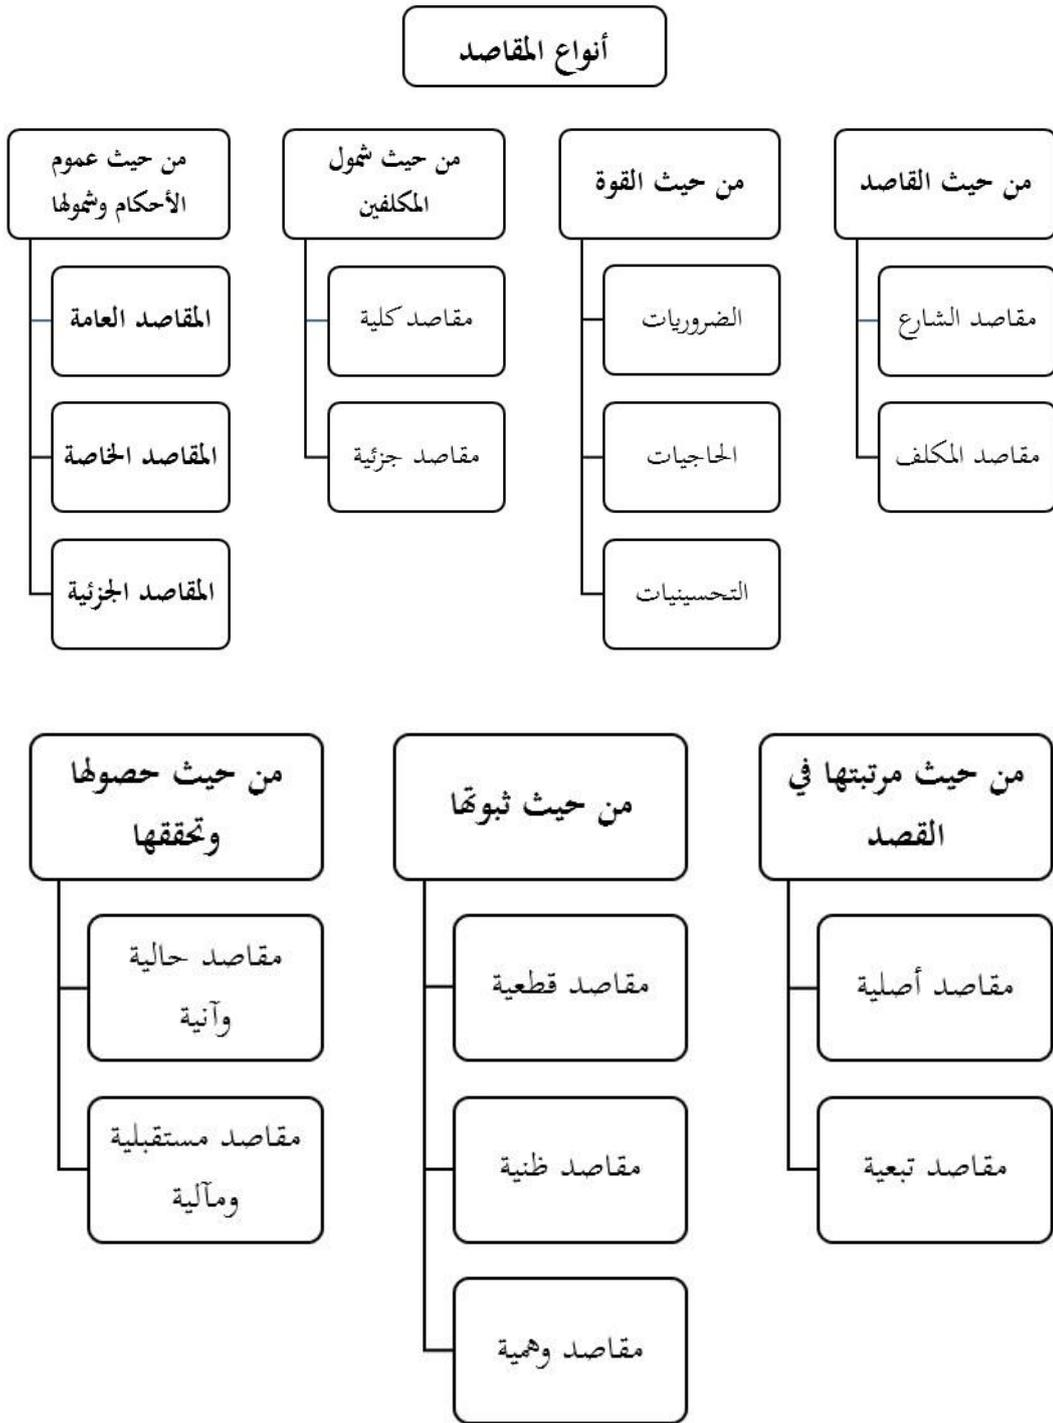 أنواع المقاصد
من حيث القاصد
مقاصد الشارع
مقاصد المكلف
من حيث القوة
الضروريات
الحاجيات
التحسينيات
من حيث شمول
المكلفين
مقاصد كلية
مقاصد جزئية
من حيث عموم
الأحكام وشمولها
المقاصد العامة
المقاصد الخاصة
المقاصد الجزئية
من حيث مرتبتها في
القصد
مقاصد أصلية
مقاصد تبعية
من حيث ثبوتها
مقاصد قطعية
مقاصد ظنية
مقاصد وهمية
من حيث حصولها
وتحققها
مقاصد حالية
وآنية
مقاصد مستقبلية
ومآلية